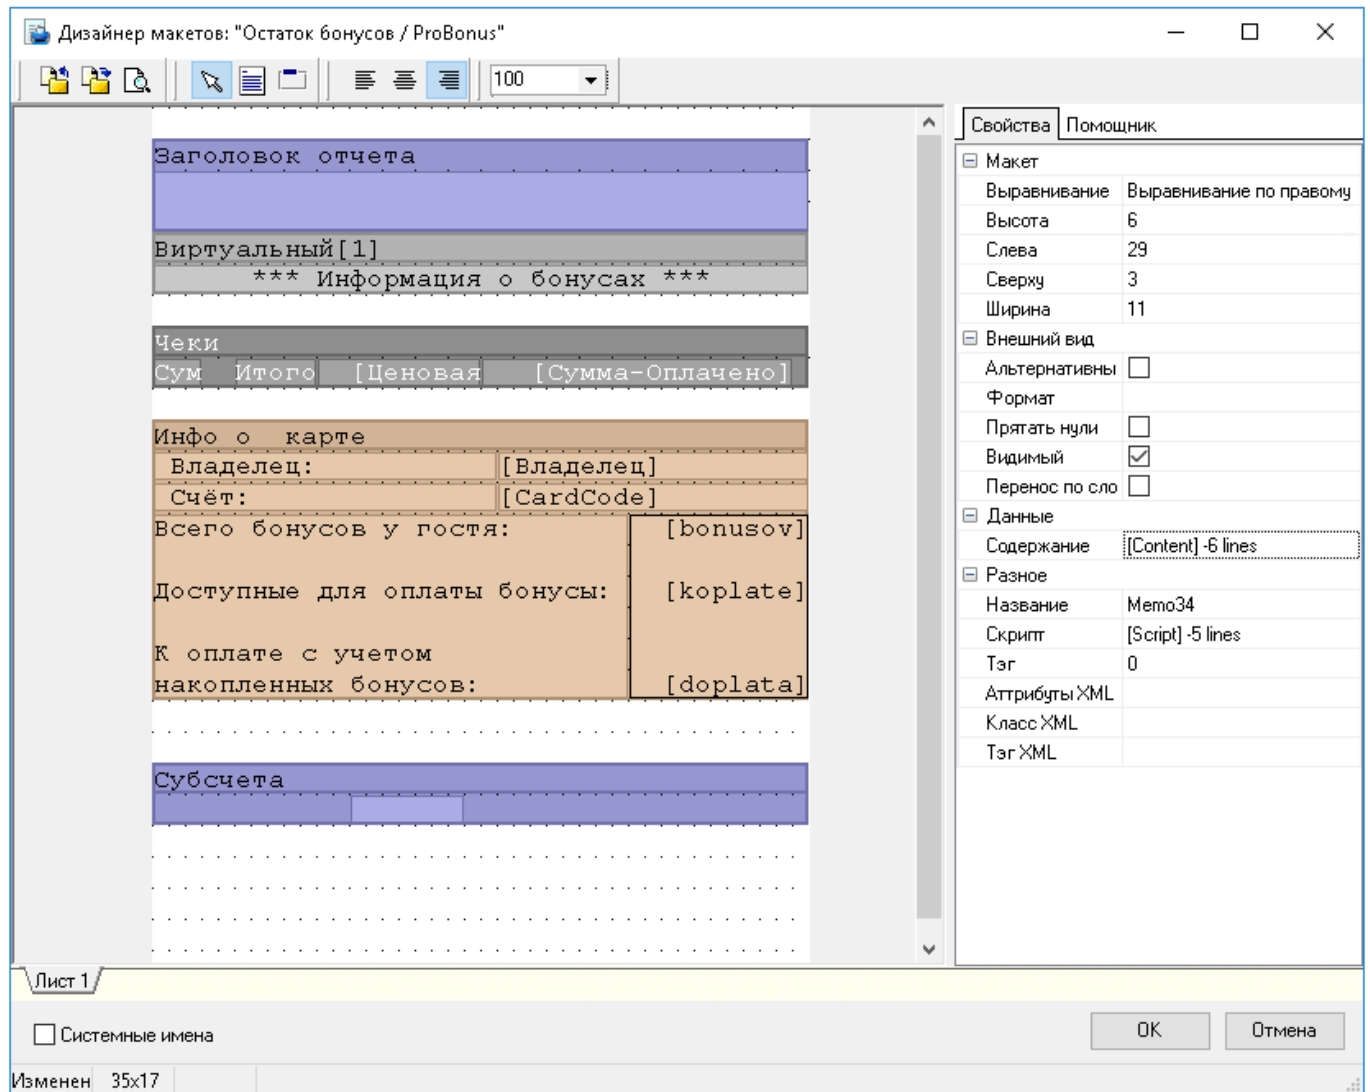 Дизайнер макетов: "Остаток бонусов / ProBonus"
100
Заголовок отчета
Виртуальный[1]
*** Информация о бонусах ***
Чеки
Сум Итого [Ценовая [Сумма-Оплачено]
Инфо о карте
Владелец: [Владелец]
Счёт: [CardCode]
Всего бонусов у гостя: [bonusov]
Доступные для оплаты бонусы: [koplate]
К оплате с учетом
накопленных бонусов: [doplata]
Субсчета
Свойства Помощник
Макет
Выравнивание Выравнивание по правому
Высота 6
Слева 29
Сверху 3
Ширина 11
Внешний вид
Альтернативны
Формат
Прятать нули
Видимый
Перенос по сло
Данные
Содержание [Content] -6 lines
Разное
Название Memo34
Скрипт [Script] -5 lines
Тэг 0
Аттрибуты XML
Класс XML
Тэг XML
Лист 1
Системные имена
OK Отмена
Изменен 35x17